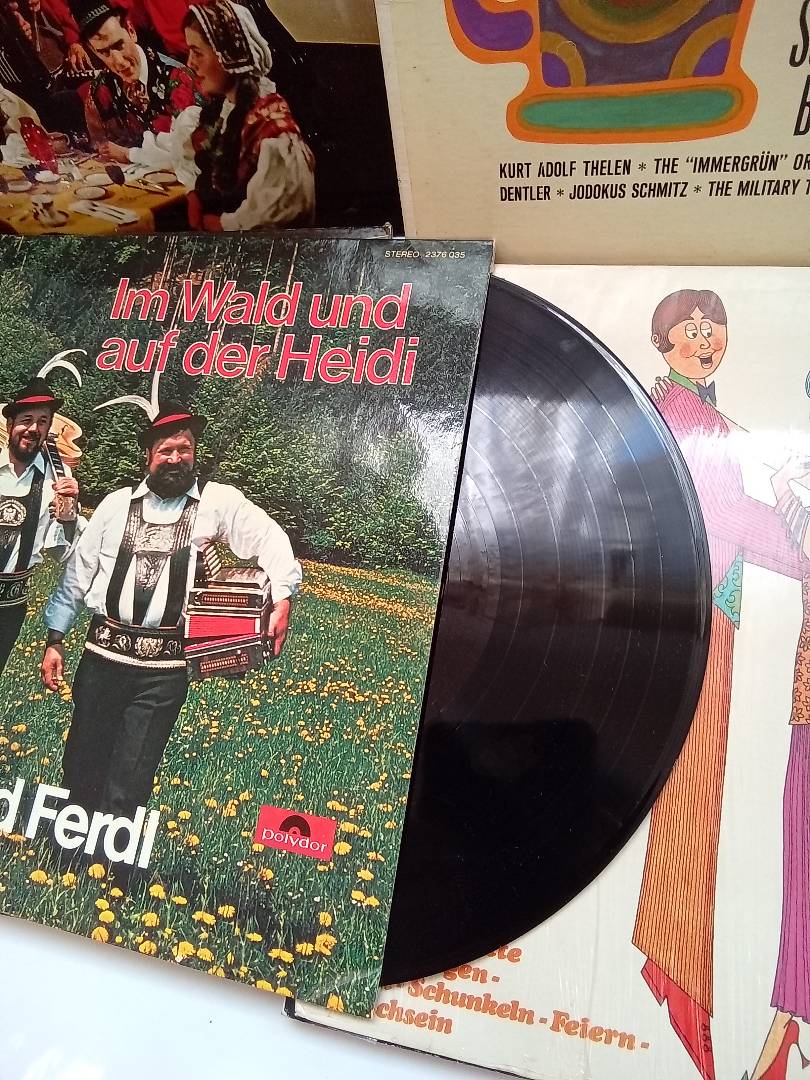 KURT ADOLF THELEN * THE "IMMERGRÜN" OR
DENTLER * JODOKUS SCHMITZ * THE MILITARY T
STEREO 2376 035
Im Wald und
auf der Heidi
d Ferdl
polydor
Schunkeln - Feiern -
chsein